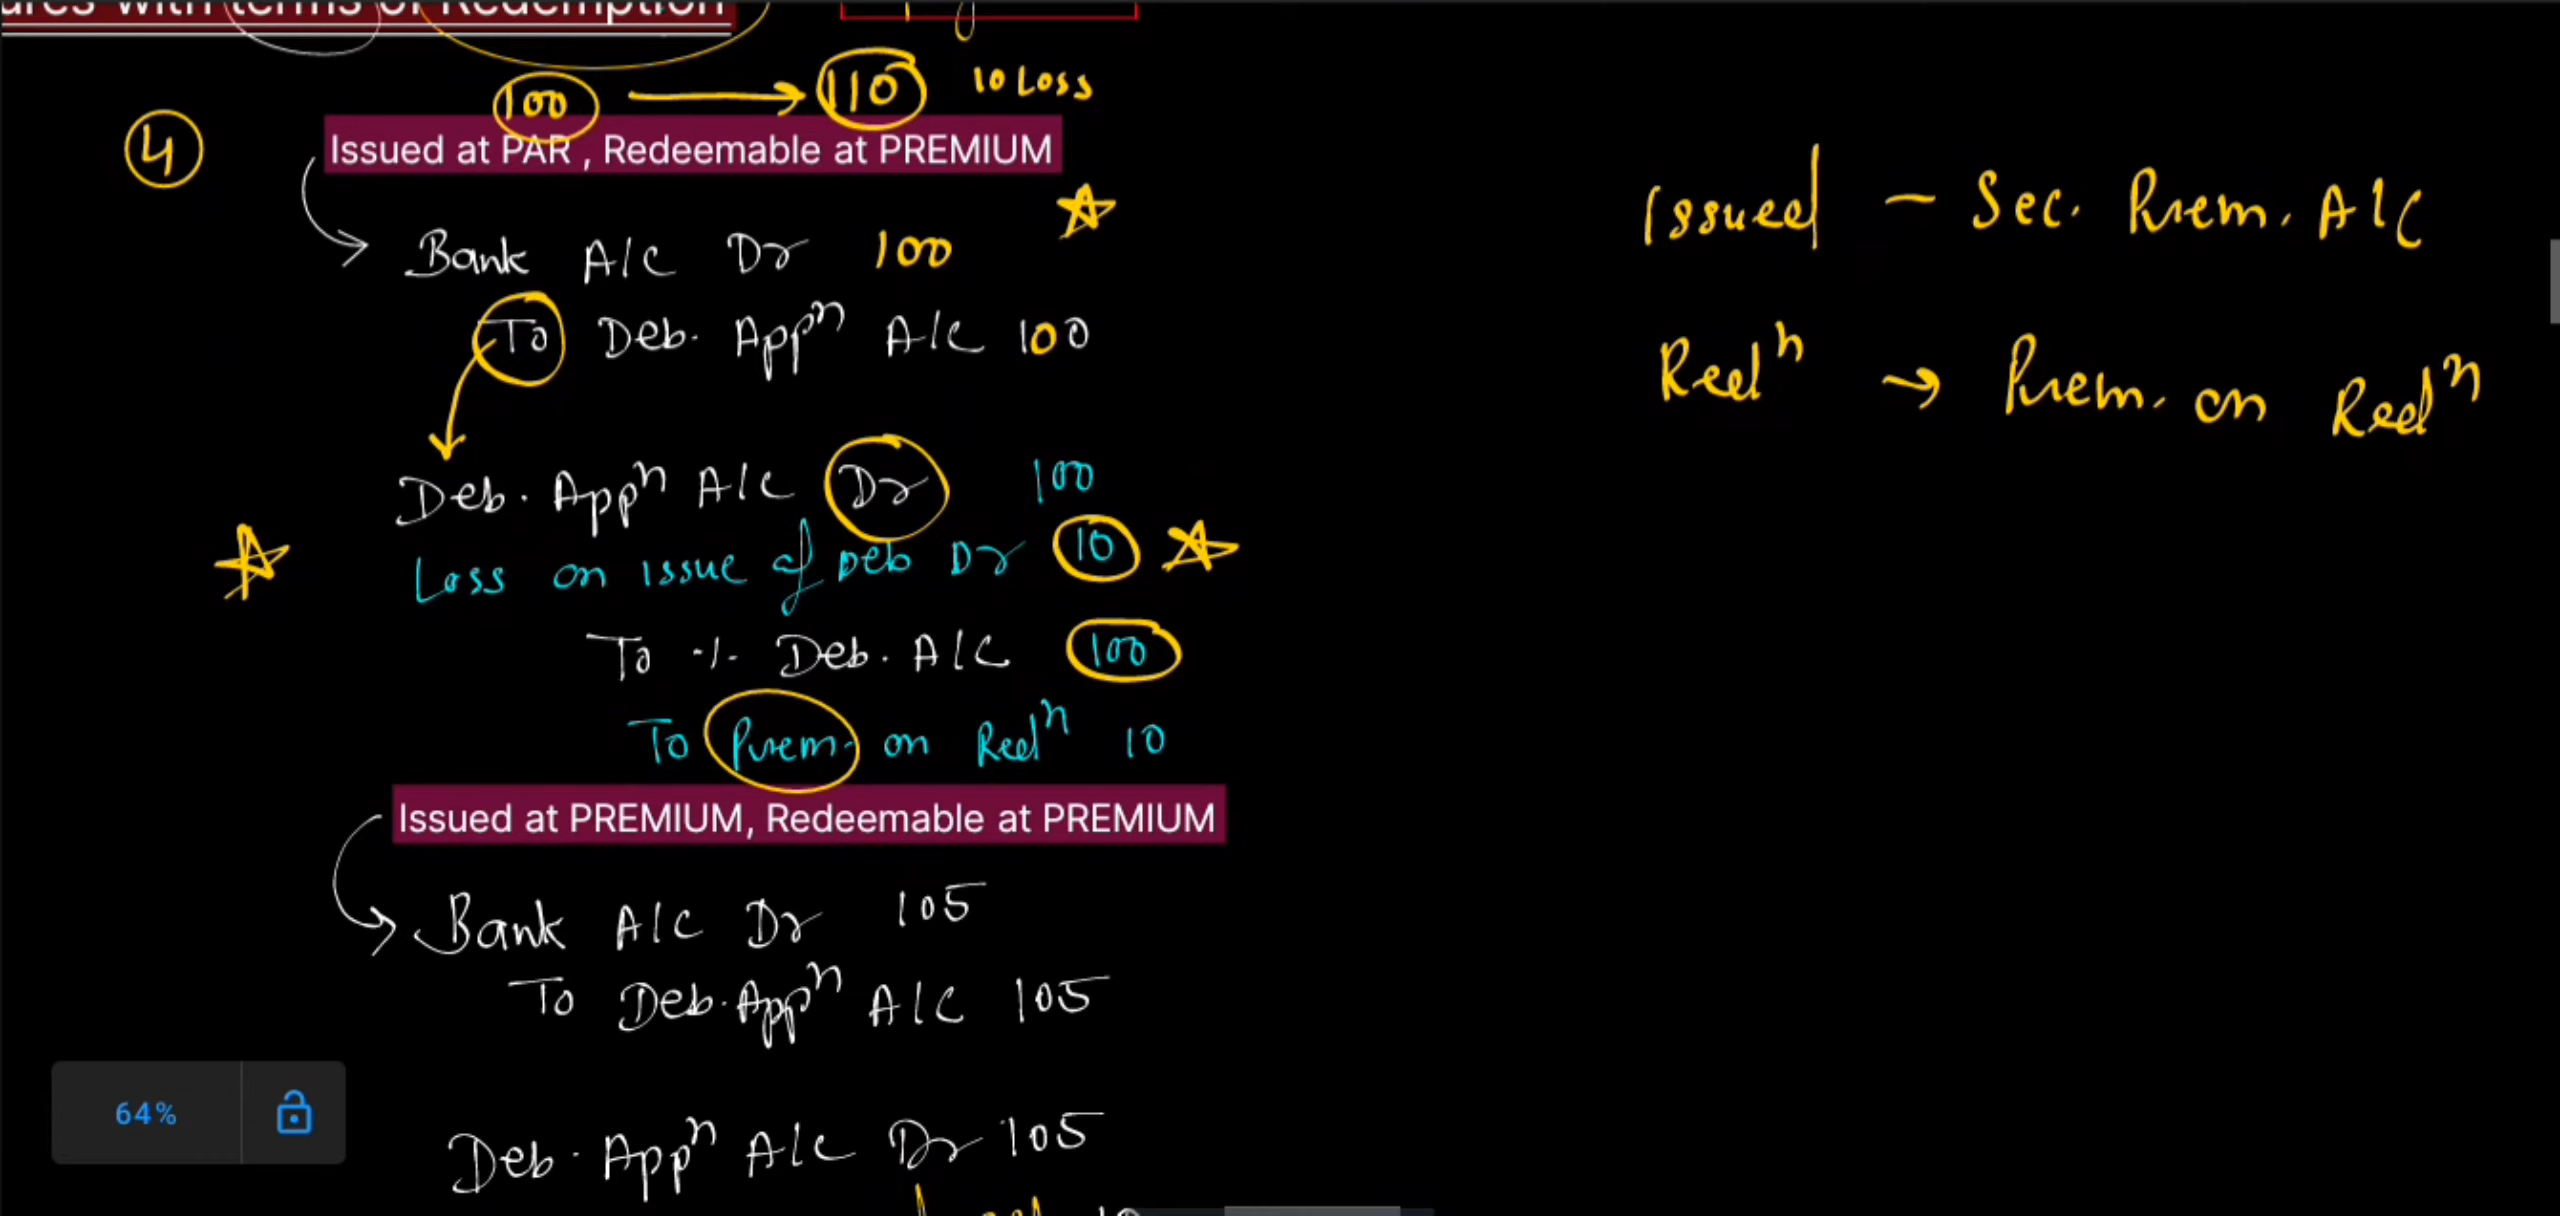 terms of Redemption
100 → 110 10 Loss
4
Issued at PAR , Redeemable at PREMIUM
Bank A/C Dr 100
To Deb. Appⁿ A/C 100
Deb. Appⁿ A/C Dr 100
Loss on issue of Deb Dr 10
To -/- Deb. A/C 100
To Prem. on Redⁿ 10
Issued at PREMIUM, Redeemable at PREMIUM
Bank A/C Dr 105
To Deb. Appⁿ A/C 105
Deb. Appⁿ A/C Dr 105
Issued - Sec. Prem. A/C
Redⁿ → Prem. on Redⁿ
64%